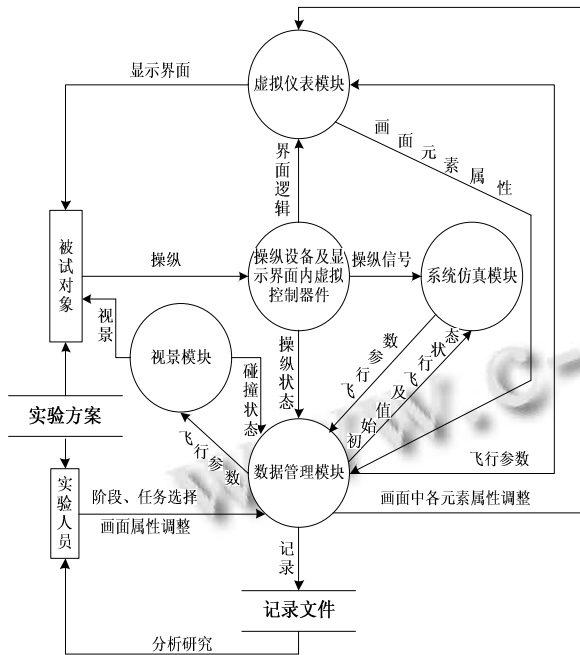 显示界面
虚拟仪表模块
画面元素属性
界面逻辑
被试对象
操纵
操纵设备及显
示界面内虚拟
控制器件
操纵信号
系统仿真模块
视景
视景模块
碰撞状态
操纵状态
飞行参数
初始值及飞行状态
实验方案
飞行参数
数据管理模块
飞行参数
实验人员
阶段、任务选择
画面属性调整
画面中各元素属性调整
记录
记录文件
分析研究